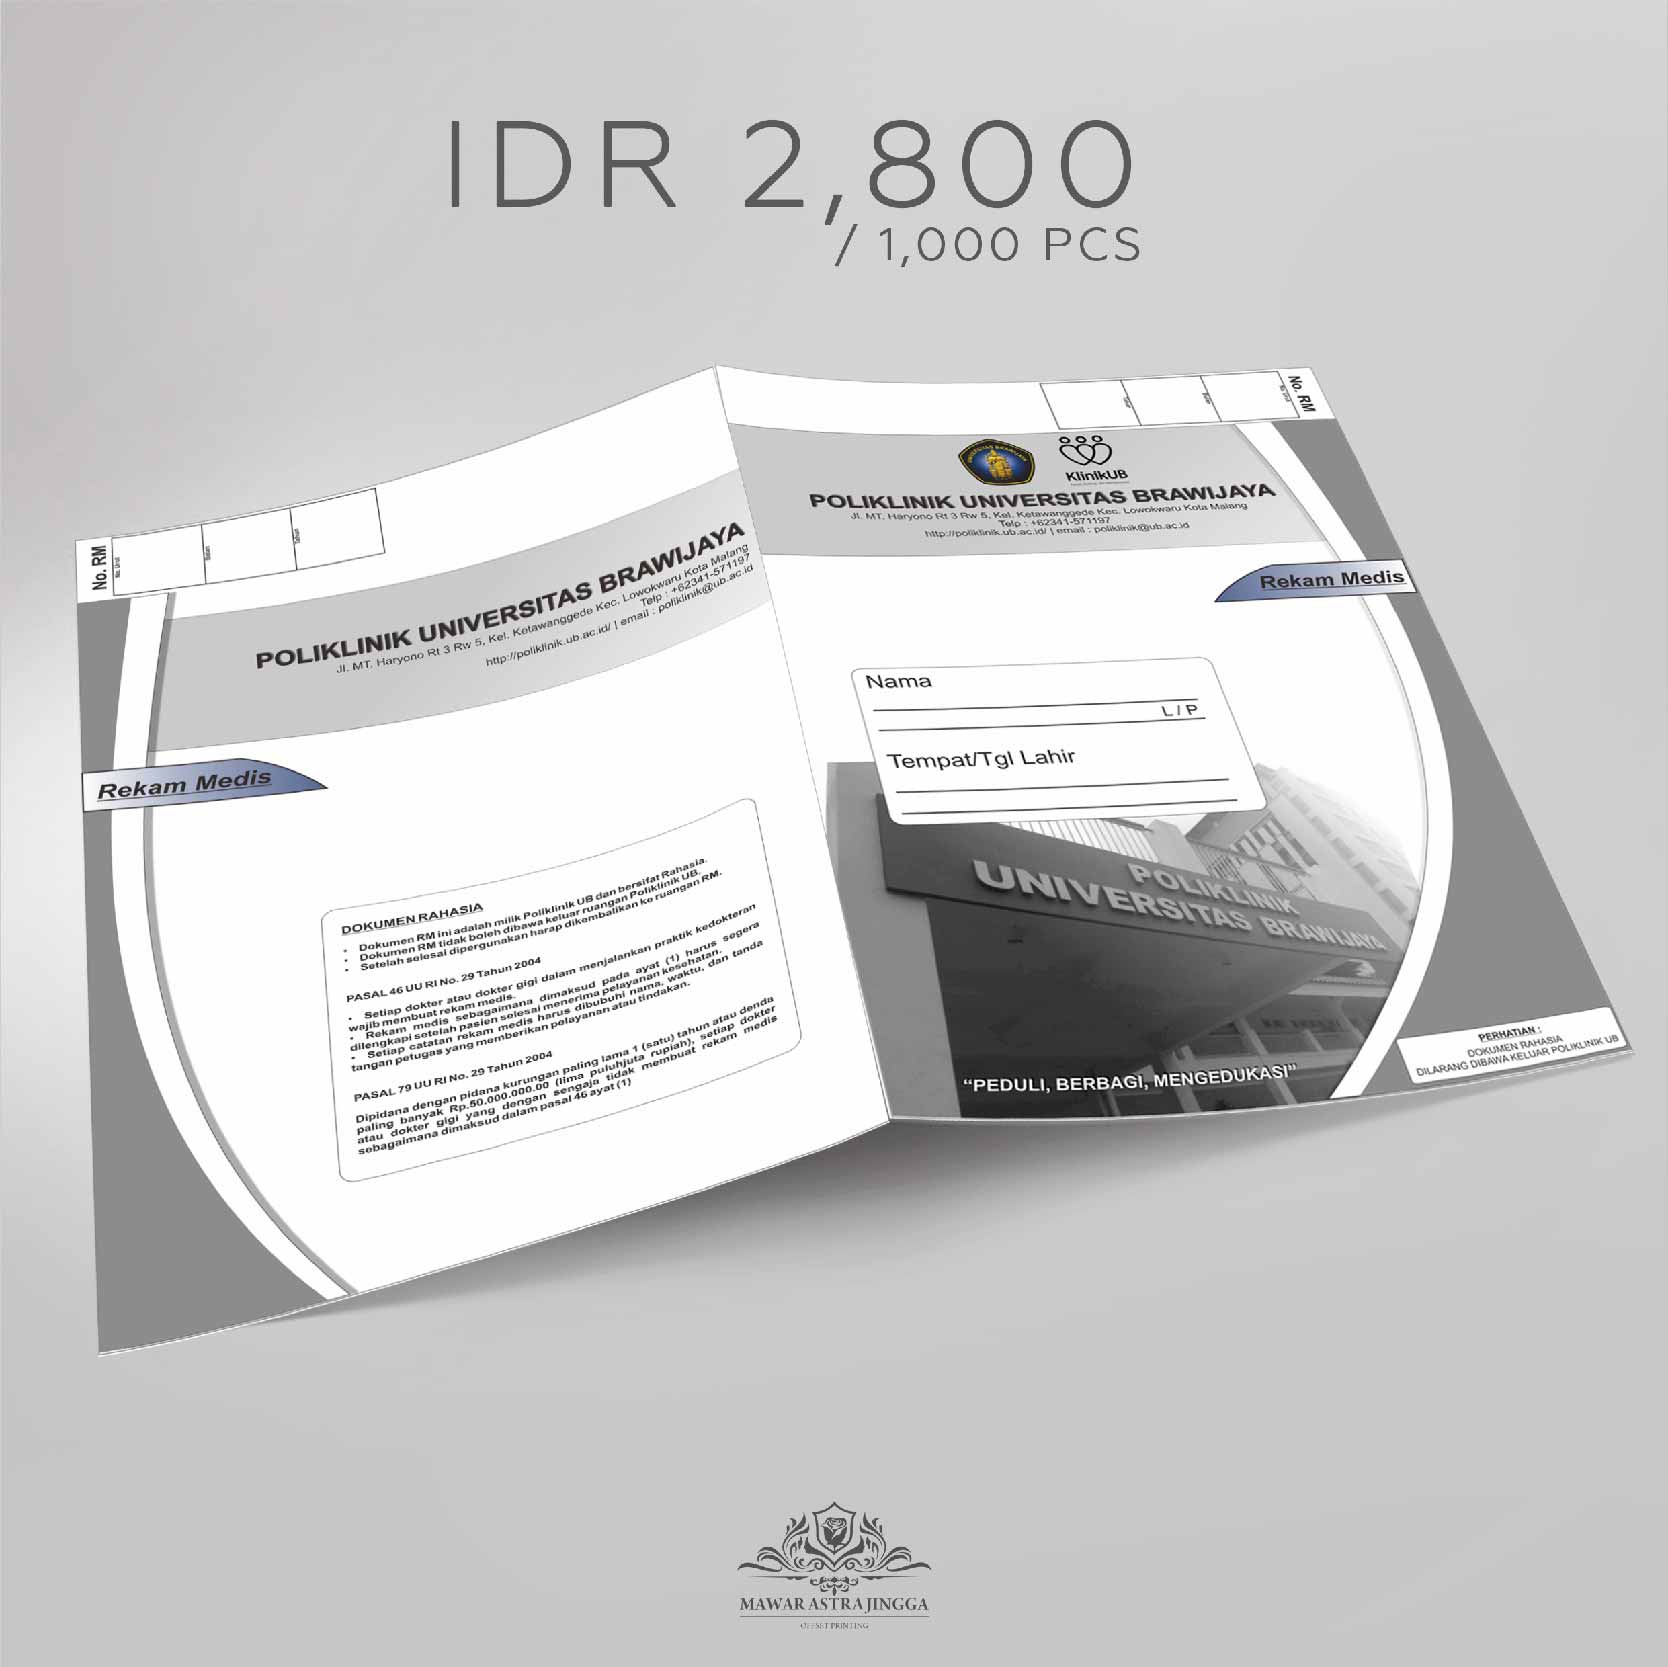 IDR 2,800
/ 1,000 PCS
No. RM
No. Urut
Bulan
Tahun
POLIKLINIK UNIVERSITAS BRAWIJAYA
Jl. MT. Haryono Rt 3 Rw 5, Kel. Ketawanggede Kec. Lowokwaru Kota Malang
Telp : +62341-571197
http://poliklinik.ub.ac.id/ | email : poliklinik@ub.ac.id
Rekam Medis
DOKUMEN RAHASIA
• Dokumen RM ini adalah milik Poliklinik UB dan bersifat Rahasia.
• Dokumen RM tidak boleh dibawa keluar ruangan Poliklinik UB.
• Setelah selesai dipergunakan harap dikembalikan ke ruangan RM.
PASAL 46 UU RI No. 29 Tahun 2004
• Setiap dokter atau dokter gigi dalam menjalankan praktik kedokteran
wajib membuat rekam medis.
• Rekam medis sebagaimana dimaksud pada ayat (1) harus segera
dilengkapi setelah pasien selesai menerima pelayanan kesehatan.
• Setiap catatan rekam medis harus dibubuhi nama, waktu, dan tanda
tangan petugas yang memberikan pelayanan atau tindakan.
PASAL 79 UU RI No. 29 Tahun 2004
Dipidana dengan pidana kurungan paling lama 1 (satu) tahun atau denda
paling banyak Rp.50.000.000.00 (lima puluhjuta rupiah), setiap dokter
atau dokter gigi yang dengan sengaja tidak membuat rekam medis
sebagaimana dimaksud dalam pasal 46 ayat (1)
No. RM
UNIVERSITAS BRAWIJAYA
KlinikUB
POLIKLINIK UNIVERSITAS BRAWIJAYA
Jl. MT. Haryono Rt 3 Rw 5, Kel. Ketawanggede Kec. Lowokwaru Kota Malang
Telp : +62341-571197
http://poliklinik.ub.ac.id/ | email : poliklinik@ub.ac.id
Rekam Medis
Nama
L / P
Tempat/Tgl Lahir
POLIKLINIK
UNIVERSITAS BRAWIJAYA
“PEDULI, BERBAGI, MENGEDUKASI”
PERHATIAN :
DOKUMEN RAHASIA
DILARANG DIBAWA KELUAR POLIKLINIK UB
MAWAR ASTRA JINGGA
OFFSET PRINTING